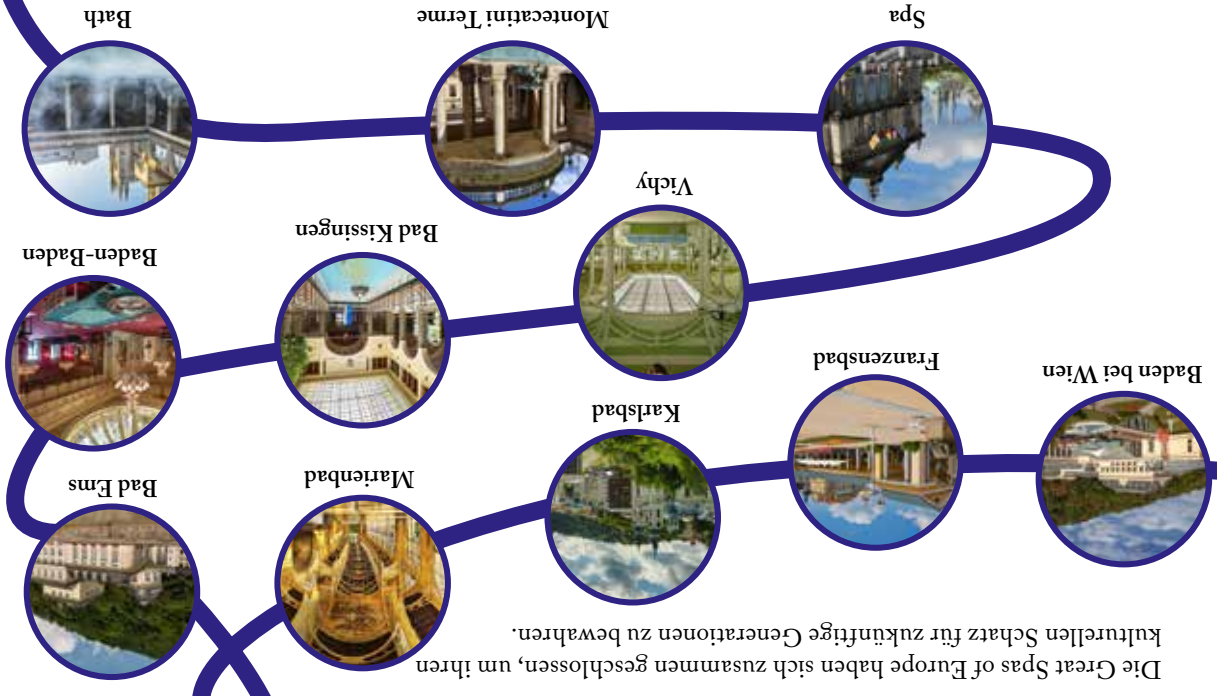 Die Great Spas of Europe haben sich zusammen geschlossen, um ihren
kulturellen Schatz für zukünftige Generationen zu bewahren.
Baden bei Wien
Franzensbad
Karlsbad
Marienbad
Bad Ems
Baden-Baden
Bad Kissingen
Vichy
Spa
Montecatini Terme
Bath